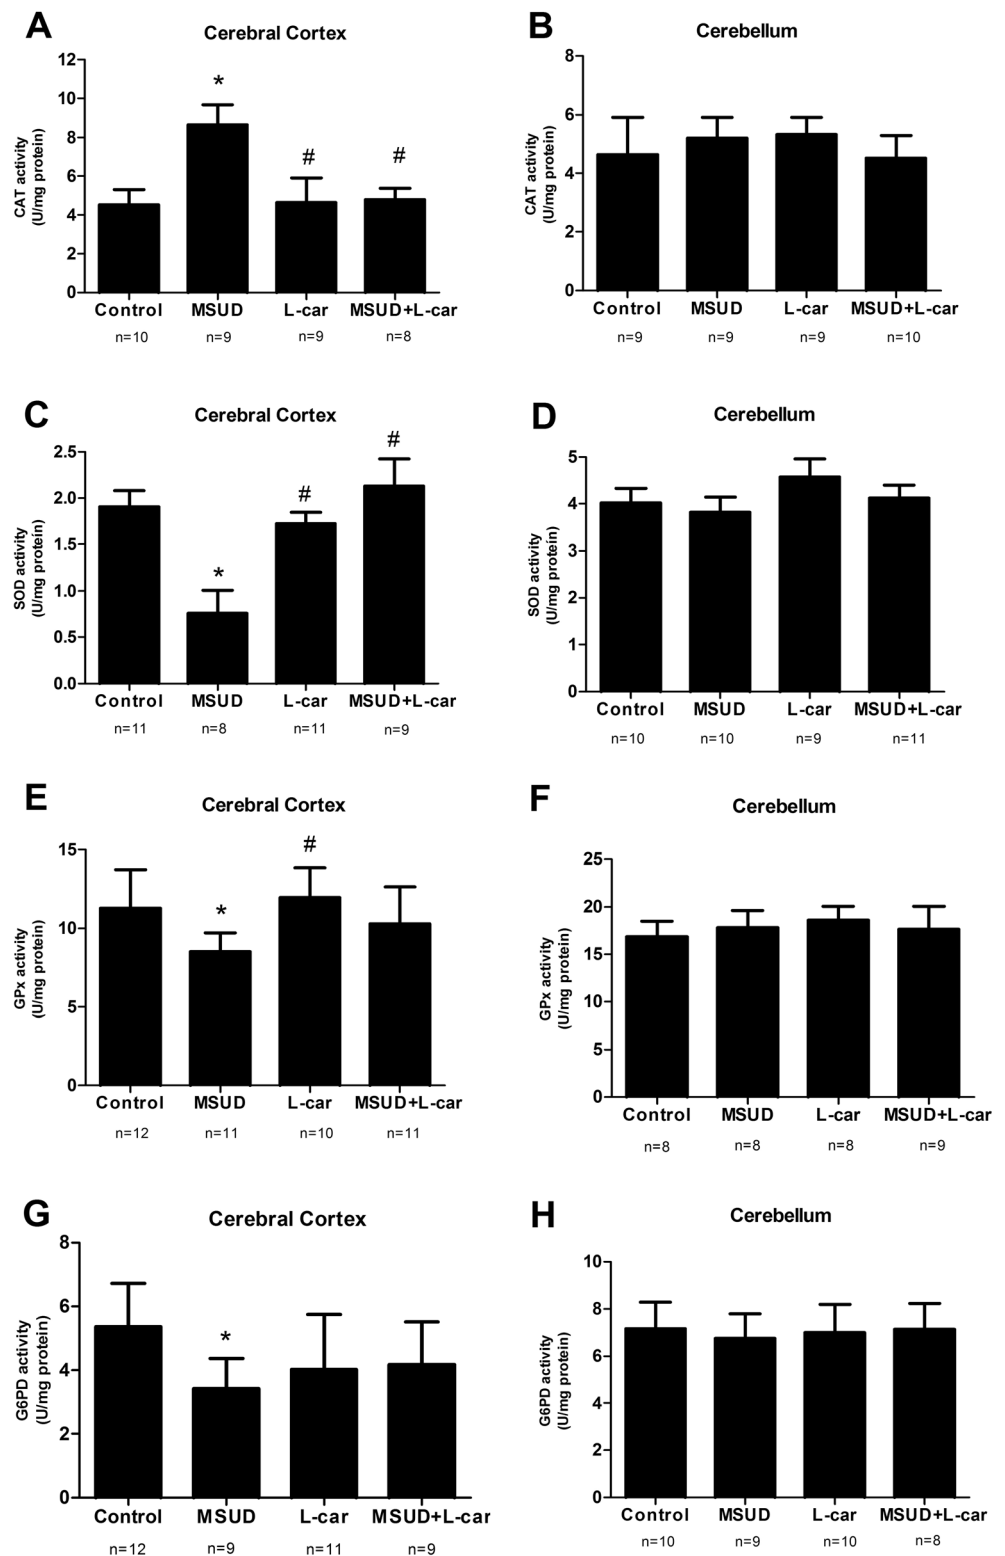 A
Cerebral Cortex
CAT activity
(U/mg protein)
12
10
8
6
4
2
0
*
#
#
Control MSUD L-car MSUD+L-car
n=10 n=9 n=9 n=8
B
Cerebellum
CAT activity
(U/mg protein)
8
6
4
2
0
Control MSUD L-car MSUD+L-car
n=9 n=9 n=9 n=10
C
Cerebral Cortex
SOD activity
(U/mg protein)
2.5
2.0
1.5
1.0
0.5
0.0
*
#
#
Control MSUD L-car MSUD+L-car
n=11 n=8 n=11 n=9
D
Cerebellum
SOD activity
(U/mg protein)
5
4
3
2
1
0
Control MSUD L-car MSUD+L-car
n=10 n=10 n=9 n=11
E
Cerebral Cortex
GPx activity
(U/mg protein)
15
10
5
0
*
#
Control MSUD L-car MSUD+L-car
n=12 n=11 n=10 n=11
F
Cerebellum
GPx activity
(U/mg protein)
25
20
15
10
5
0
Control MSUD L-car MSUD+L-car
n=8 n=8 n=8 n=9
G
Cerebral Cortex
G6PD activity
(U/mg protein)
8
6
4
2
0
*
Control MSUD L-car MSUD+L-car
n=12 n=9 n=11 n=9
H
Cerebellum
G6PD activity
(U/mg protein)
10
8
6
4
2
0
Control MSUD L-car MSUD+L-car
n=10 n=9 n=10 n=8